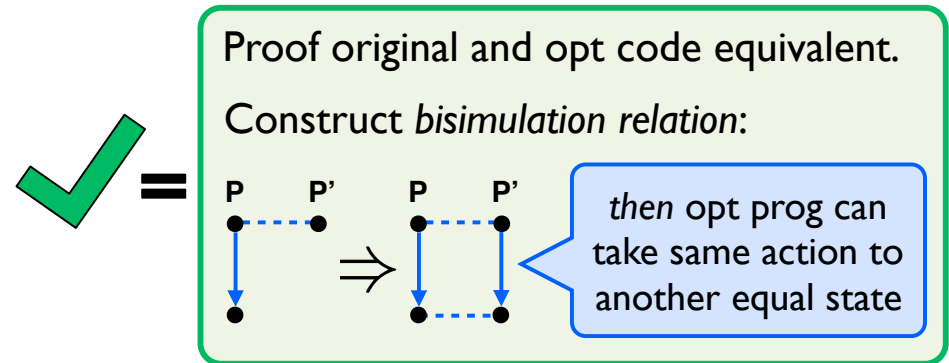 Proof original and opt code equivalent.
Construct bisimulation relation:
=
P P' ⇒ P P'
then opt prog can
take same action to
another equal state